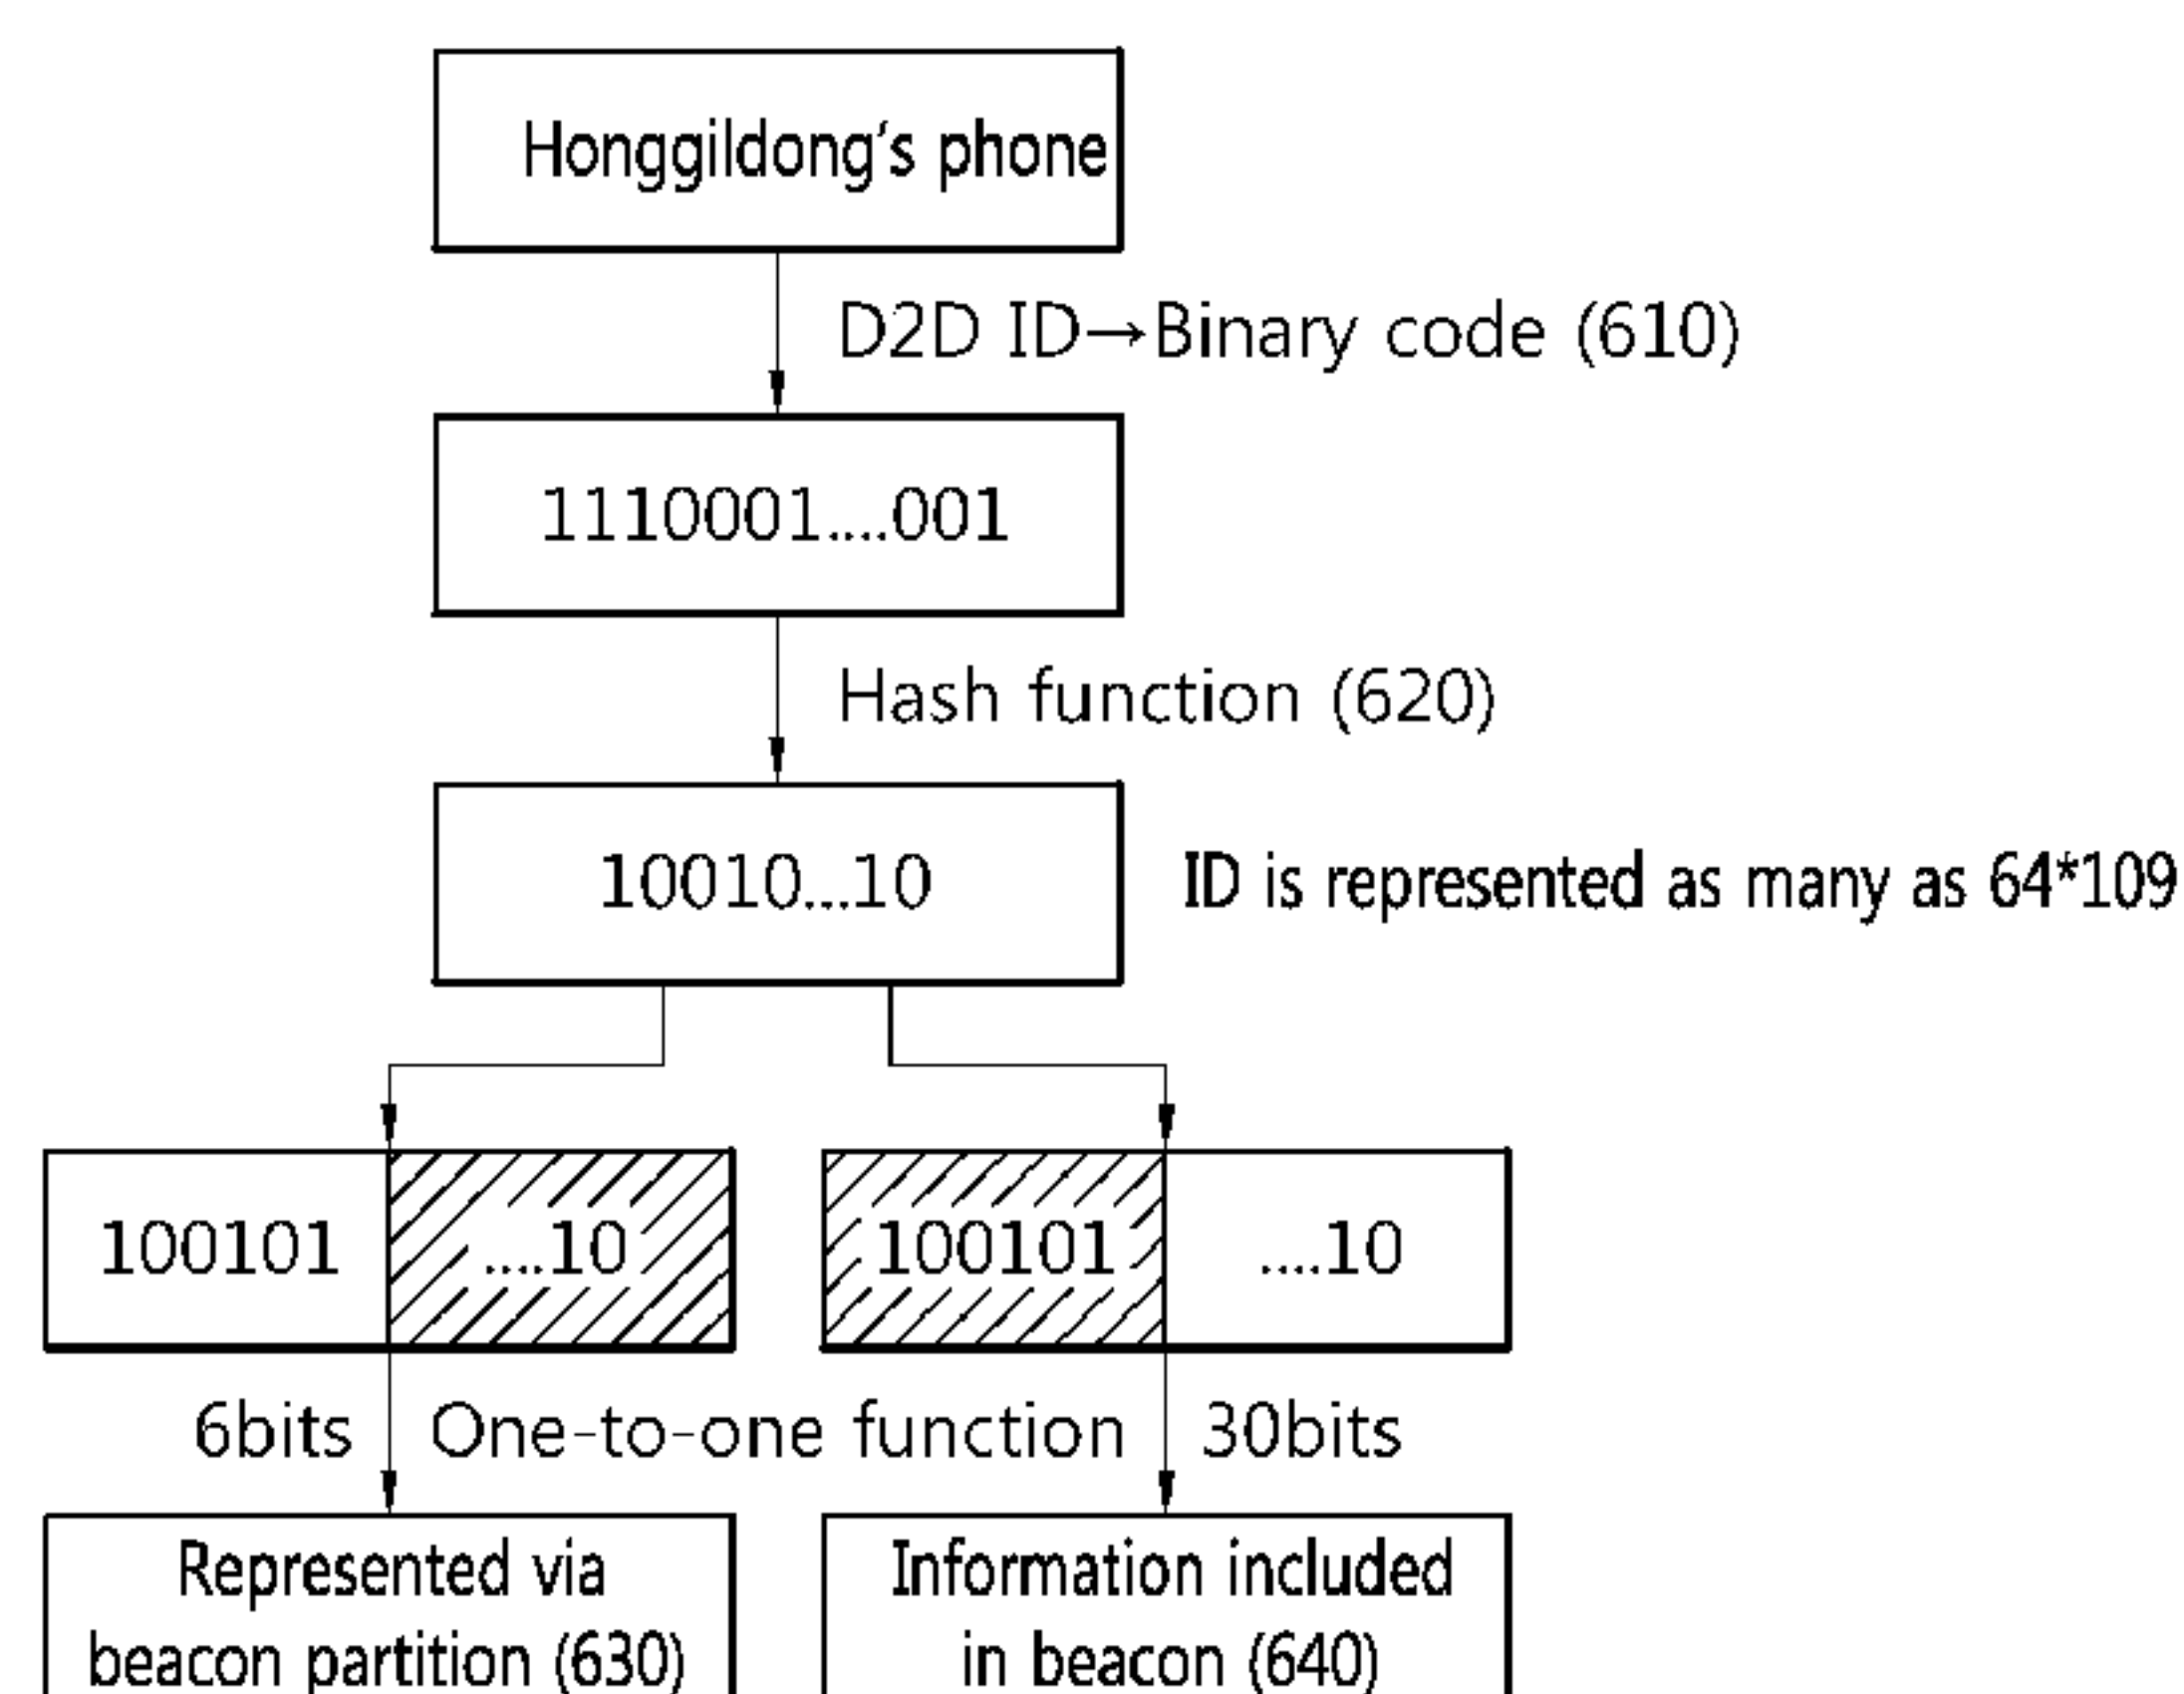 Honggildong's phone
D2D ID→Binary code (610)
1110001....001
Hash function (620)
10010...10
ID is represented as many as 64*109
100101
....10
100101
....10
6bits
One-to-one function
30bits
Represented via
beacon partition (630)
Information included
in beacon (640)